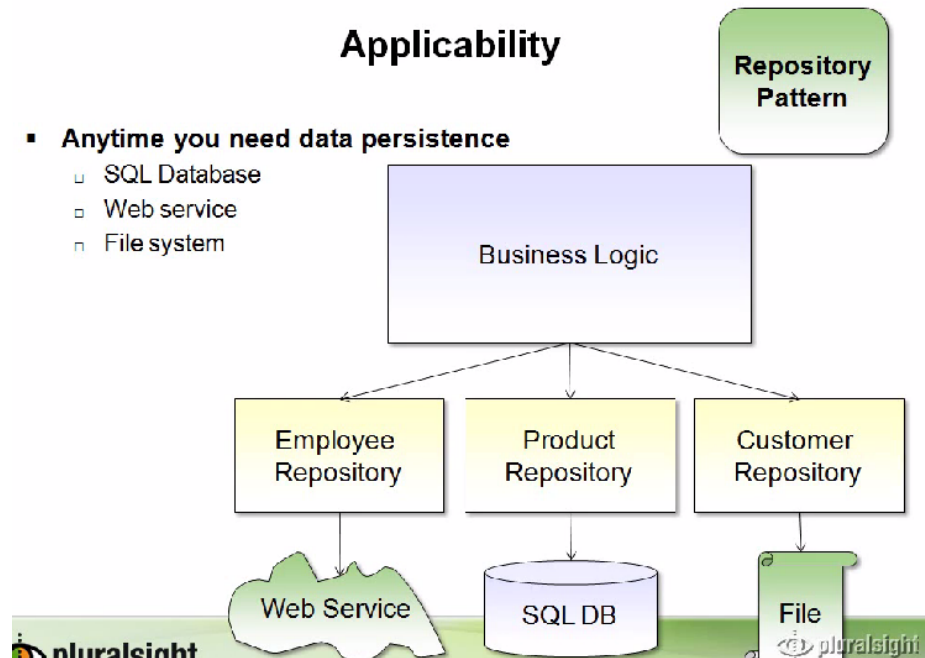 Applicability
Repository
Pattern
▪ Anytime you need data persistence
□ SQL Database
□ Web service
□ File system
Business Logic
Employee
Repository
Product
Repository
Customer
Repository
Web Service
SQL DB
File
pluralsight
pluralsight